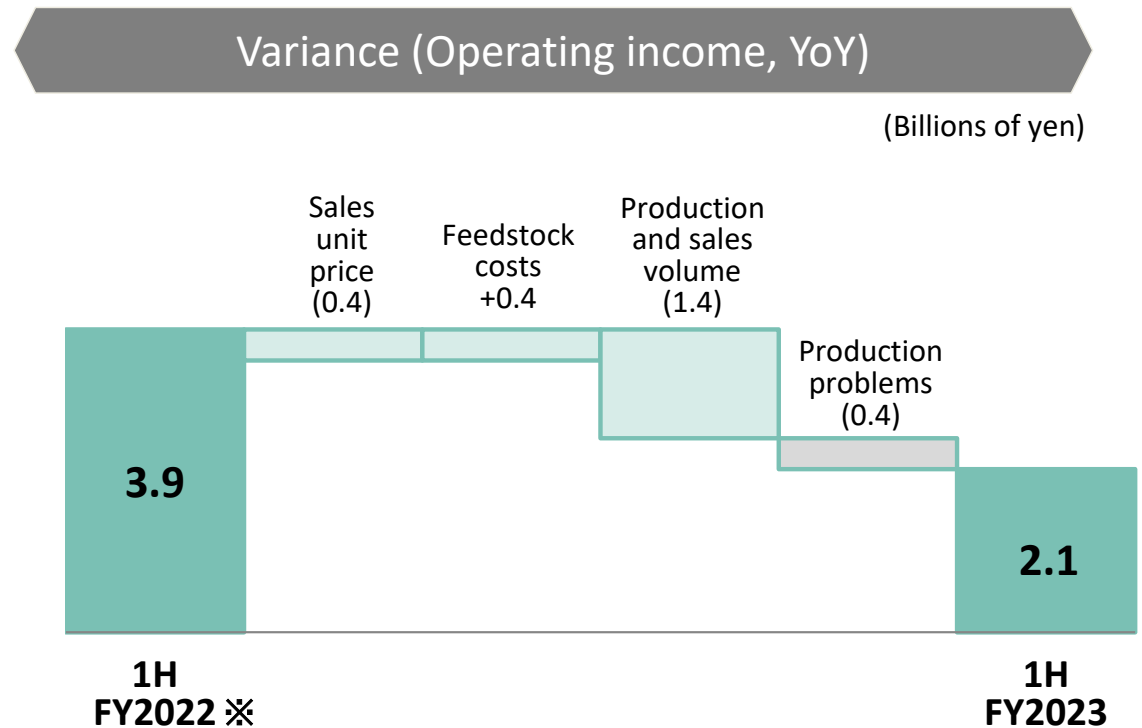 Variance (Operating income, YoY)
(Billions of yen)
Sales
unit
price
(0.4)
Feedstock
costs
+0.4
Production
and sales
volume
(1.4)
Production
problems
(0.4)
3.9
2.1
1H
FY2022 ※
1H
FY2023